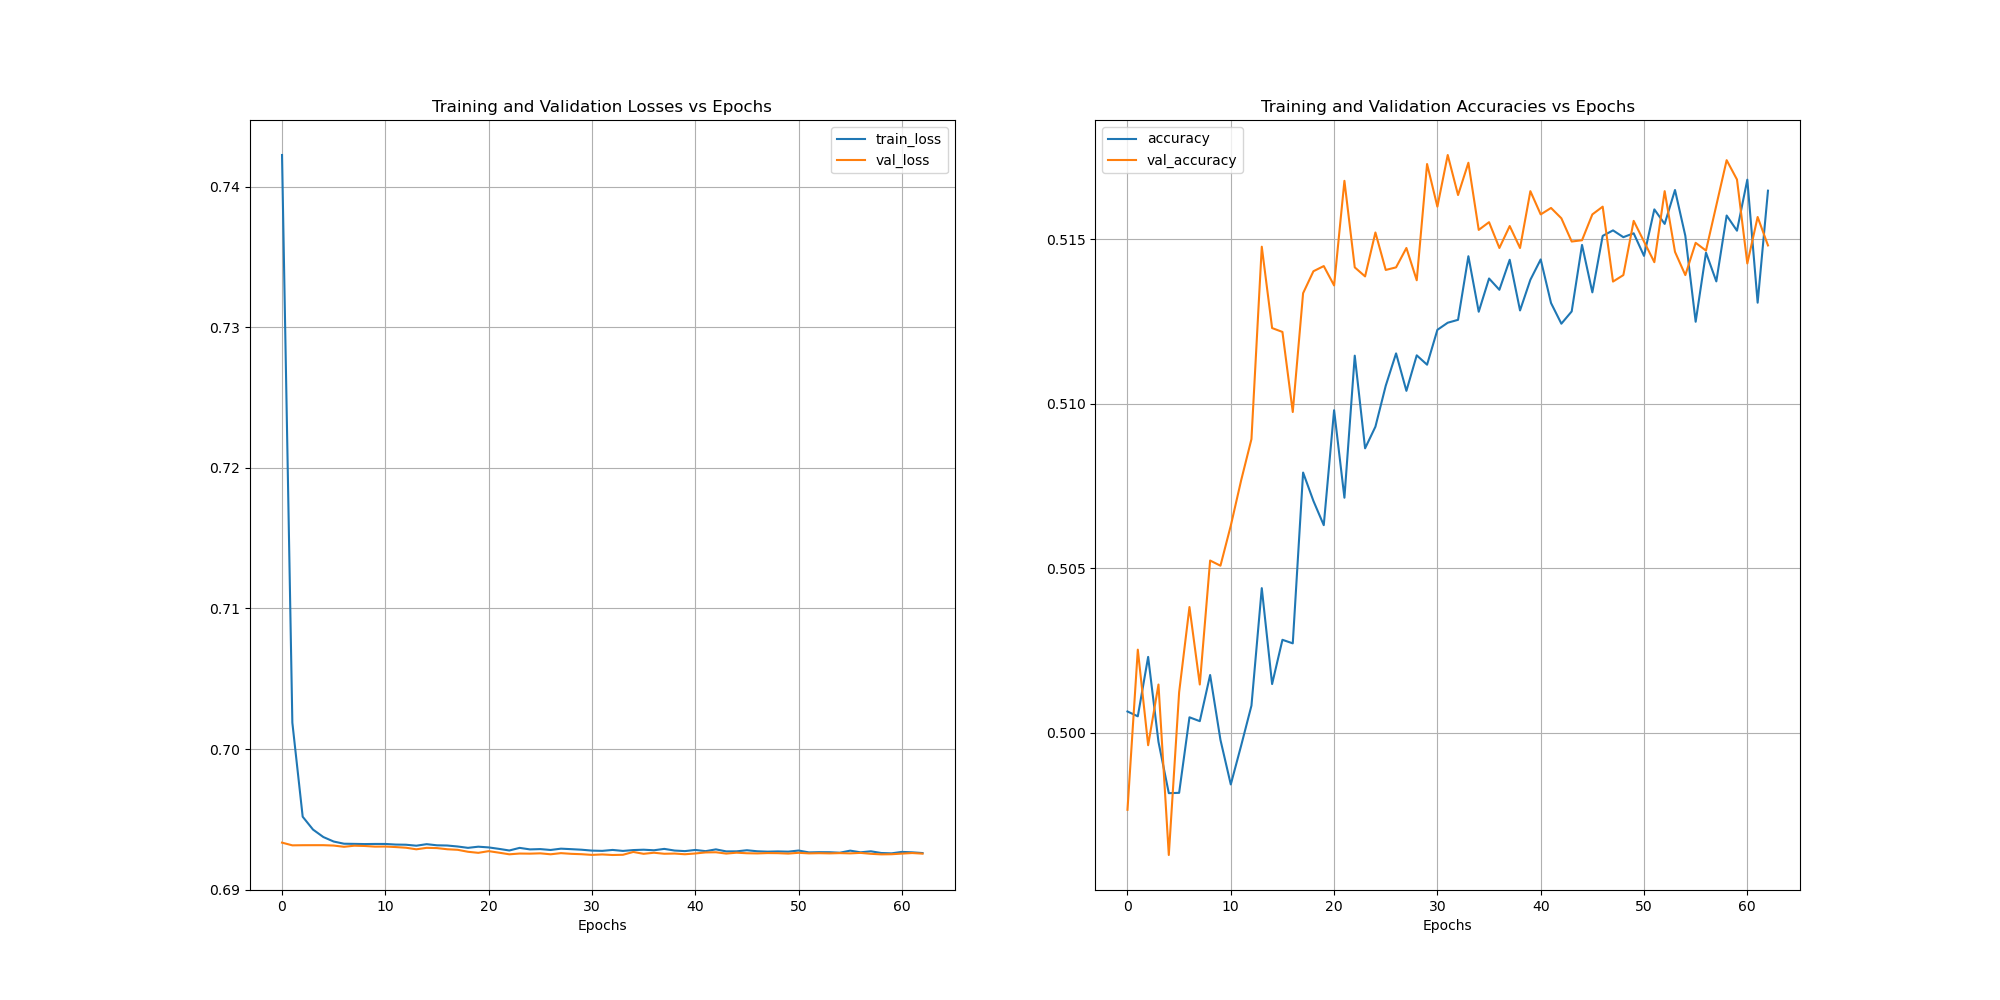 Training and Validation Losses vs Epochs
train_loss
val_loss
0.74
0.73
0.72
0.71
0.70
0.69
0 10 20 30 40 50 60
Epochs
Training and Validation Accuracies vs Epochs
accuracy
val_accuracy
0.515
0.510
0.505
0.500
0 10 20 30 40 50 60
Epochs